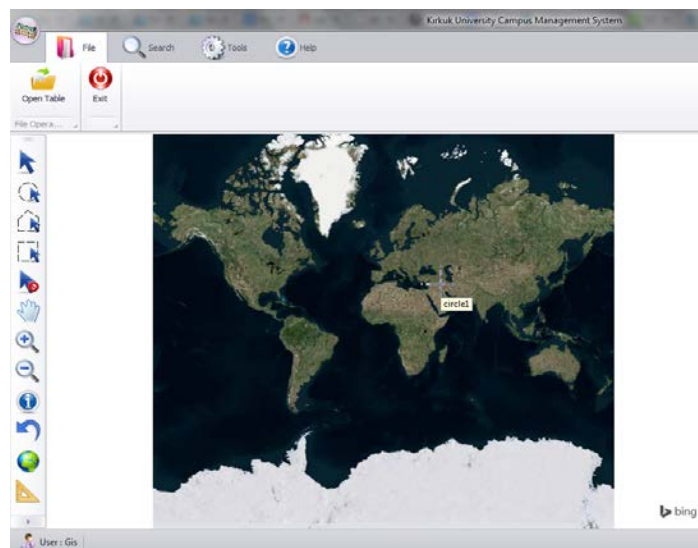 Kirkuk University Campus Management System
File
Search
Tools
Help
Open Table
Exit
File Opera...
circle1
bing
User : Gis